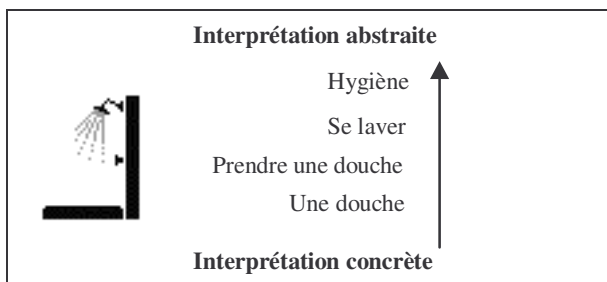 Interprétation abstraite
Hygiène
Se laver
Prendre une douche
Une douche
Interprétation concrète